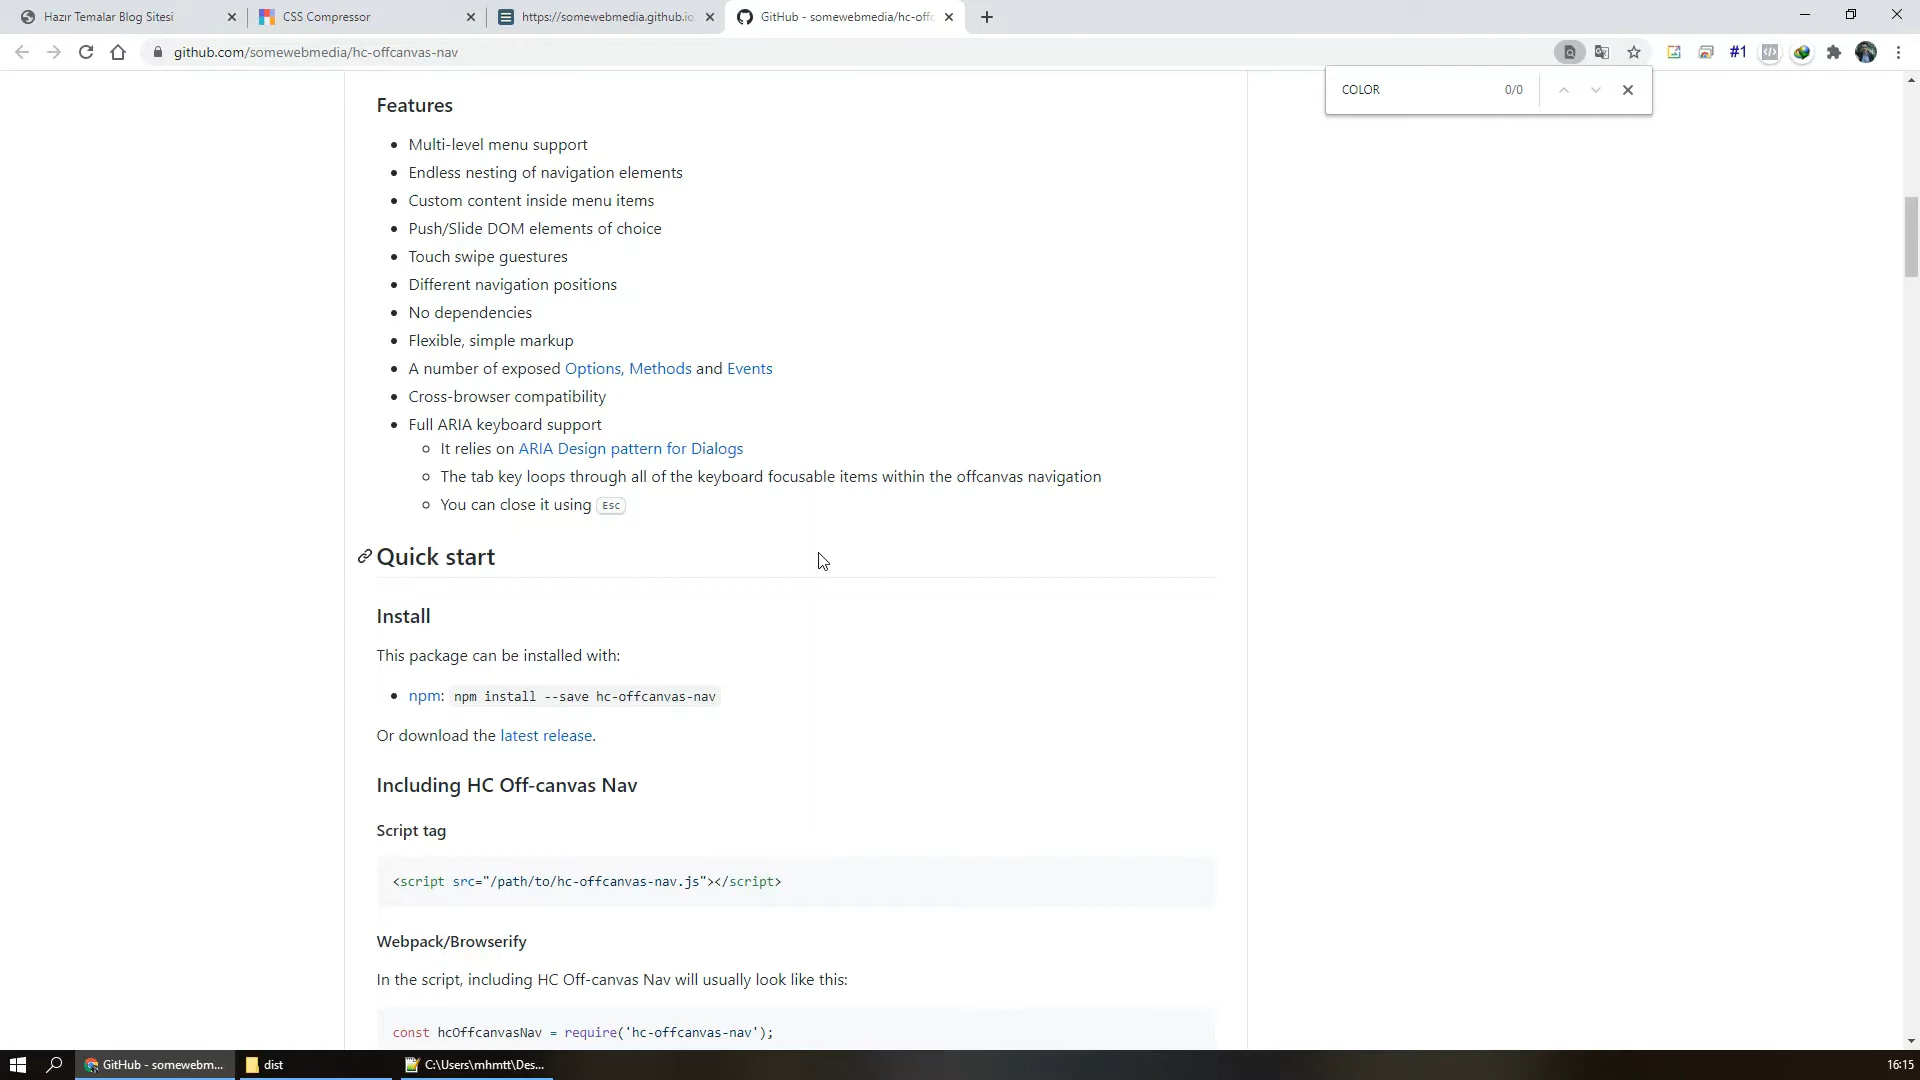 Hazır Temalar Blog Sitesi
CSS Compressor
https://somewebmedia.github.io
GitHub - somewebmedia/hc-offc
github.com/somewebmedia/hc-offcanvas-nav
#1
COLOR 0/0
Features
Multi-level menu support
Endless nesting of navigation elements
Custom content inside menu items
Push/Slide DOM elements of choice
Touch swipe guestures
Different navigation positions
No dependencies
Flexible, simple markup
A number of exposed Options, Methods and Events
Cross-browser compatibility
Full ARIA keyboard support
It relies on ARIA Design pattern for Dialogs
The tab key loops through all of the keyboard focusable items within the offcanvas navigation
You can close it using Esc
Quick start
Install
This package can be installed with:
npm: npm install --save hc-offcanvas-nav
Or download the latest release.
Including HC Off-canvas Nav
Script tag
<script src="/path/to/hc-offcanvas-nav.js"></script>
Webpack/Browserify
In the script, including HC Off-canvas Nav will usually look like this:
const hcOffcanvasNav = require('hc-offcanvas-nav');
GitHub - somewebm...
dist
C:\Users\mhmtt\Des...
16:15